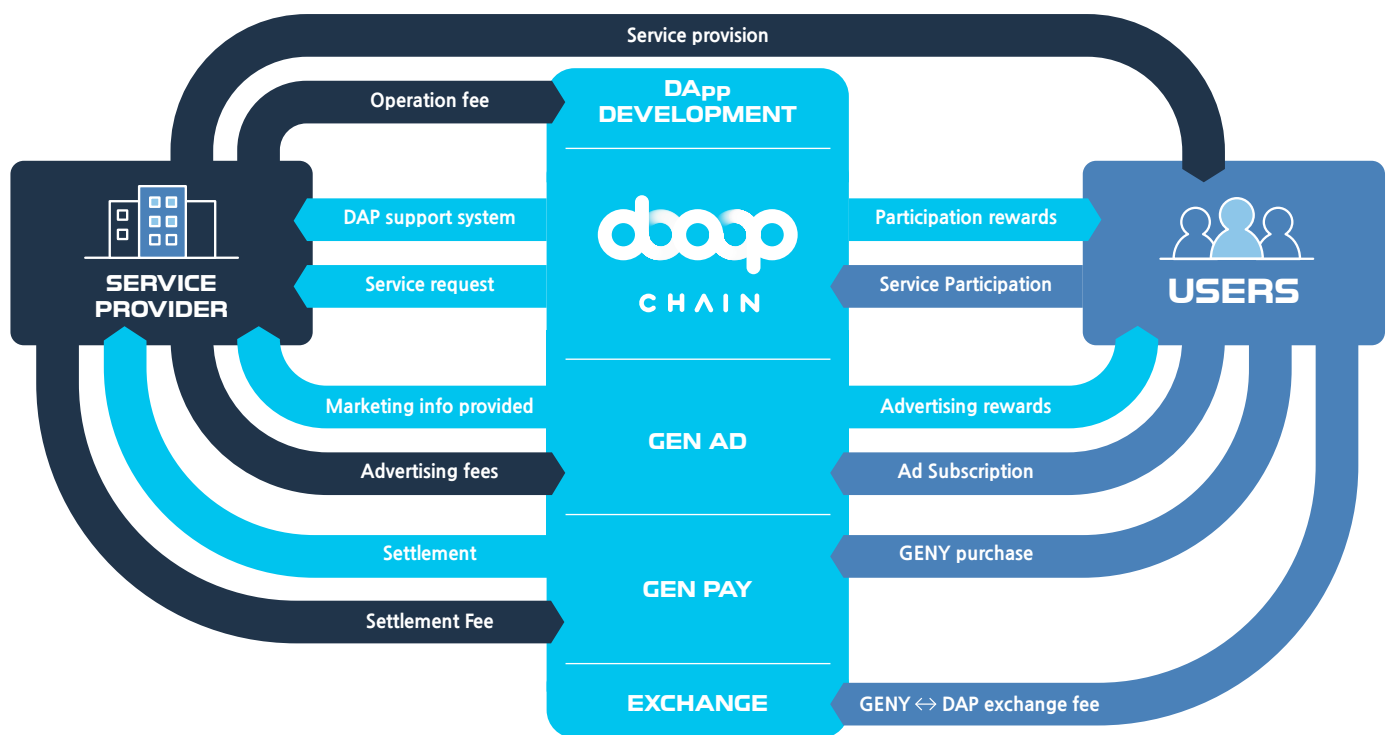 Service provision
Operation fee
DApp
DEVELOPMENT
DAP support system
Participation rewards
Service request
CHAIN
Service Participation
SERVICE
PROVIDER
USERS
Marketing info provided
Advertising rewards
GEN AD
Advertising fees
Ad Subscription
Settlement
GENY purchase
GEN PAY
Settlement Fee
EXCHANGE
GENY ↔ DAP exchange fee